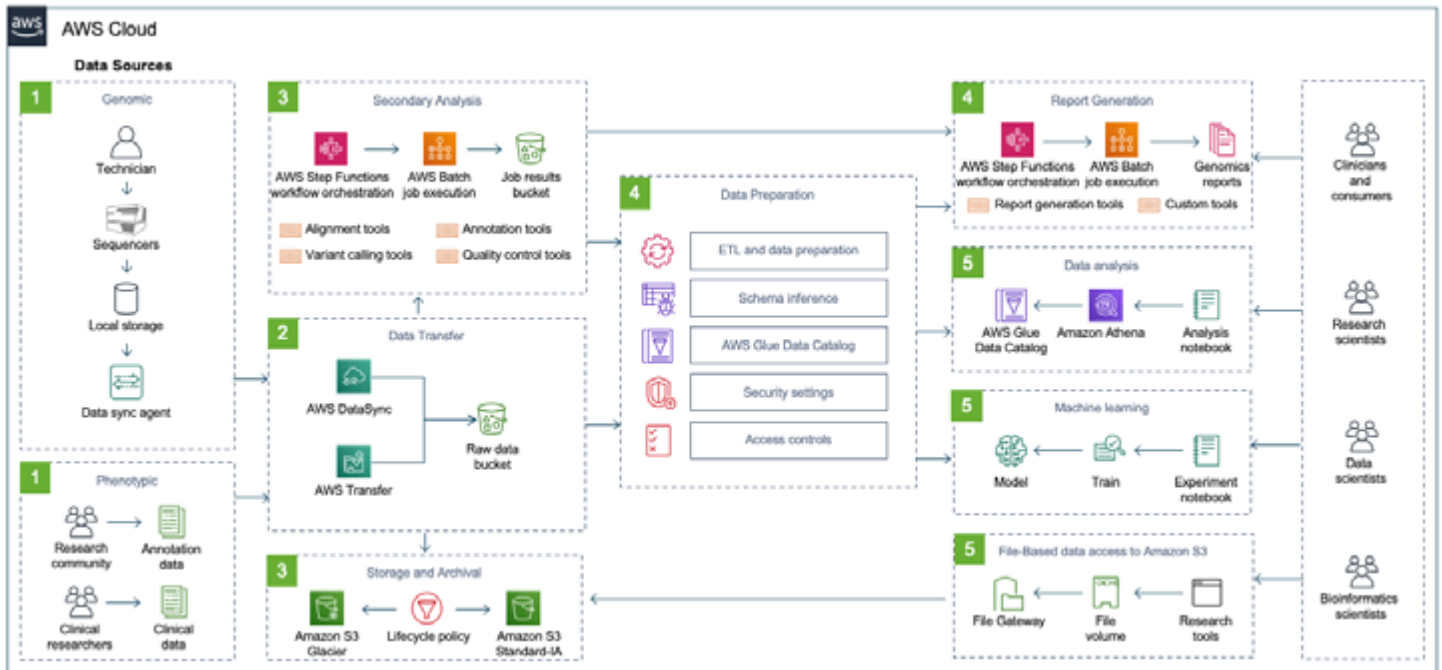 aws
AWS Cloud
Data Sources
1
Genomic
Technician
Sequencers
Local storage
Data sync agent
1
Phenotypic
Research
community
Annotation
data
Clinical
researchers
Clinical
data
3
Secondary Analysis
AWS Step Functions
workflow orchestration
AWS Batch
job execution
Job results
bucket
Alignment tools
Annotation tools
Variant calling tools
Quality control tools
2
Data Transfer
AWS DataSync
AWS Transfer
Raw data
bucket
3
Storage and Archival
Amazon S3
Glacier
Lifecycle policy
Amazon S3
Standard-IA
4
Data Preparation
ETL and data preparation
Schema inference
AWS Glue Data Catalog
Security settings
Access controls
4
Report Generation
AWS Step Functions
workflow orchestration
AWS Batch
job execution
Genomics
reports
Report generation tools
Custom tools
5
Data analysis
AWS Glue
Data Catalog
Amazon Athena
Analysis
notebook
5
Machine learning
Model
Train
Experiment
notebook
5
File-Based data access to Amazon S3
File Gateway
File
volume
Research
tools
Clinicians
and
consumers
Research
scientists
Data
scientists
Bioinformatics
scientists